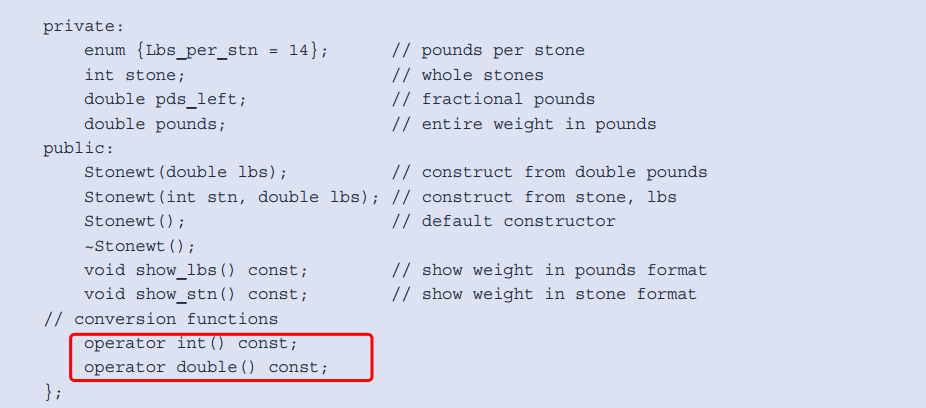 private:
    enum {Lbs_per_stn = 14};      // pounds per stone
    int stone;                    // whole stones
    double pds_left;              // fractional pounds
    double pounds;                // entire weight in pounds
public:
    Stonewt(double lbs);          // construct from double pounds
    Stonewt(int stn, double lbs); // construct from stone, lbs
    Stonewt();                    // default constructor
    ~Stonewt();
    void show_lbs() const;        // show weight in pounds format
    void show_stn() const;        // show weight in stone format
// conversion functions
    operator int() const;
    operator double() const;
};